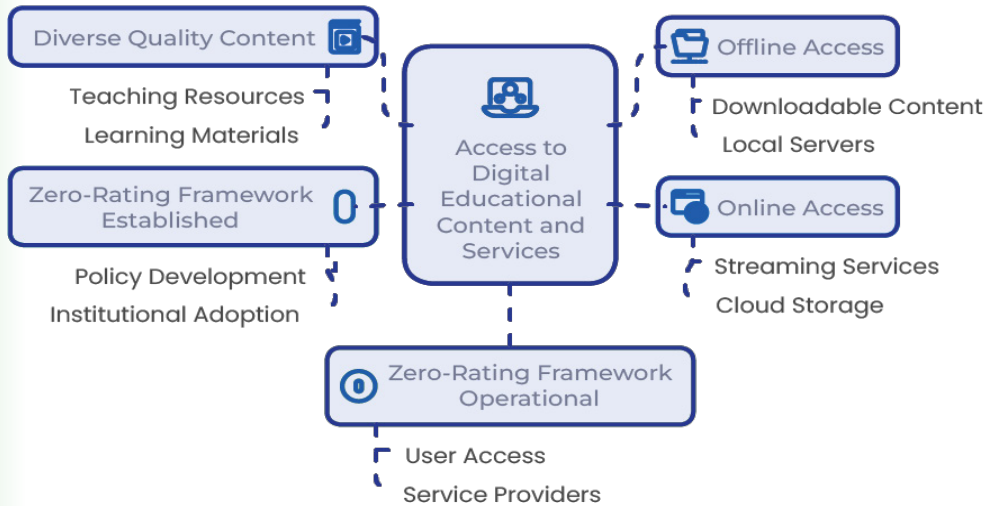 Diverse Quality Content
Teaching Resources
Learning Materials
Zero-Rating Framework
Established
Policy Development
Institutional Adoption
Access to
Digital
Educational
Content and
Services
Offline Access
Downloadable Content
Local Servers
Online Access
Streaming Services
Cloud Storage
Zero-Rating Framework
Operational
User Access
Service Providers